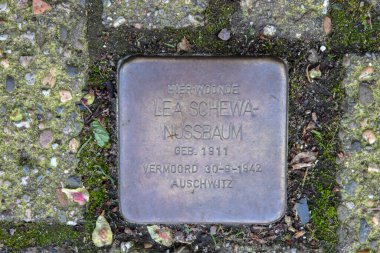 HIER WOONDE
LEA SCHEWA-
NUSSBAUM
GEB. 1911
VERMOORD 30-9-1942
AUSCHWITZ